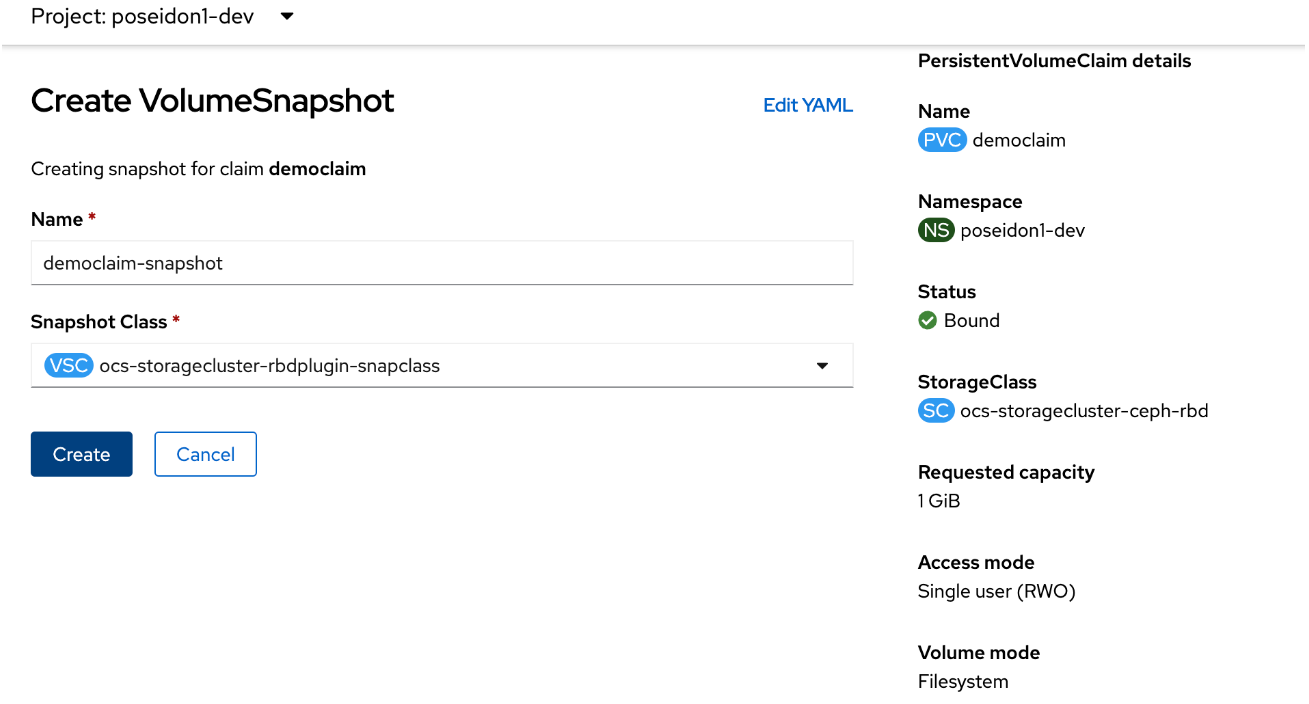 Project: poseidon1-dev
Create VolumeSnapshot
Edit YAML
Creating snapshot for claim democlaim
Name *
democlaim-snapshot
Snapshot Class *
VSC ocs-storagecluster-rbdplugin-snapclass
Create
Cancel
PersistentVolumeClaim details
Name
PVC democlaim
Namespace
NS poseidon1-dev
Status
Bound
StorageClass
SC ocs-storagecluster-ceph-rbd
Requested capacity
1 GiB
Access mode
Single user (RWO)
Volume mode
Filesystem